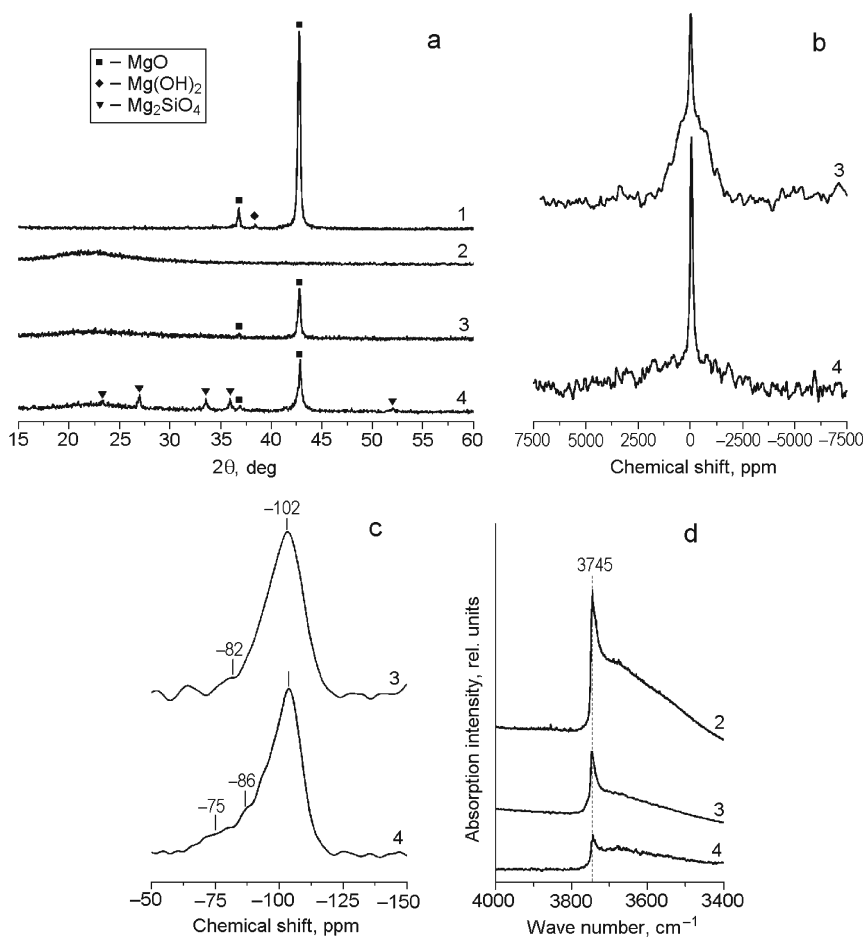 a
■ – MgO
◆ – Mg(OH)₂
▼ – Mg₂SiO₄
1
2
3
4
15 20 25 30 35 40 45 50 55 60
2θ, deg
b
3
4
7500 5000 2500 0 −2500 −5000 −7500
Chemical shift, ppm
c
−102
−82
3
−86
−75
4
−50 −75 −100 −125 −150
Chemical shift, ppm
d
3745
2
3
4
Absorption intensity, rel. units
4000 3800 3600 3400
Wave number, cm⁻¹